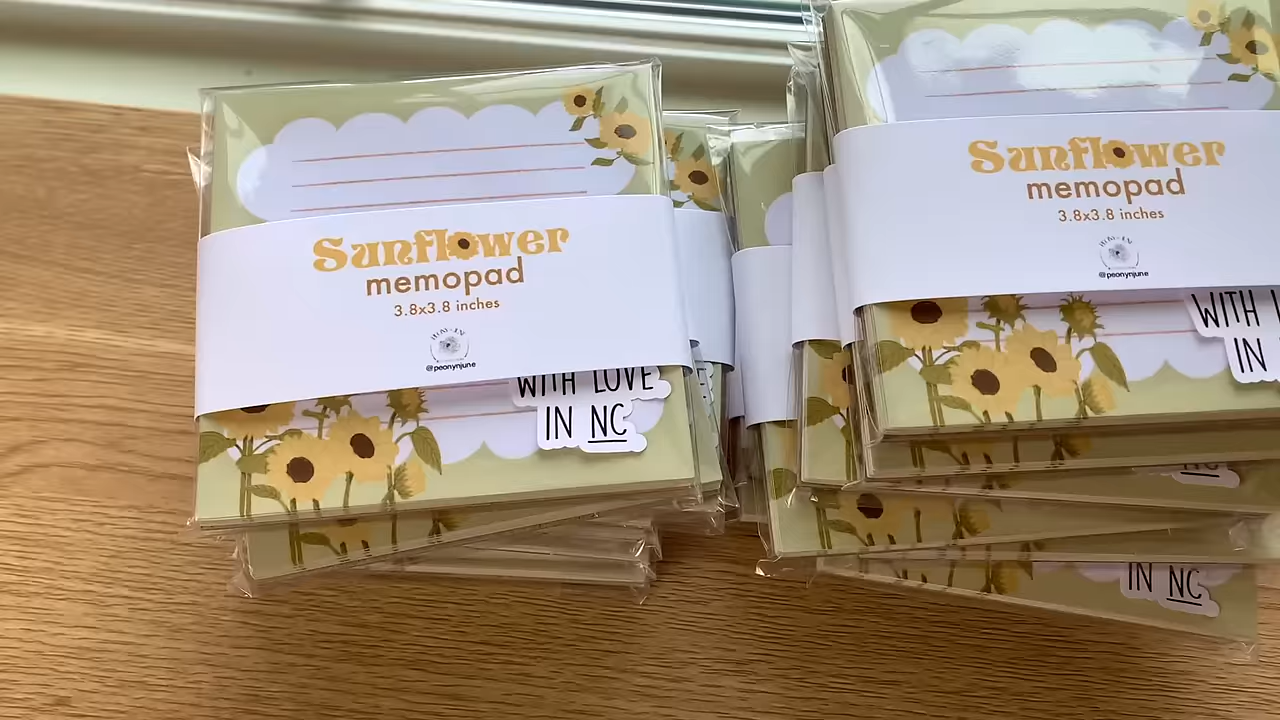 Sunflower
memopad
3.8x3.8 inches
@peonynjune
WITH LOVE
IN NC
Sunflower
memopad
3.8x3.8 inches
@peonynjune
WITH
IN
NC
IN NC